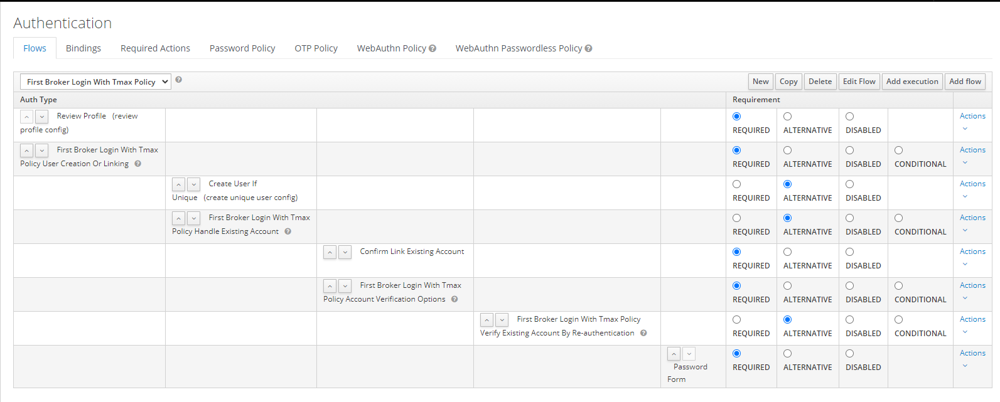 Authentication
Flows Bindings Required Actions Password Policy OTP Policy WebAuthn Policy WebAuthn Passwordless Policy
First Broker Login With Tmax Policy New Copy Delete Edit Flow Add execution Add flow
Auth Type Requirement
Review Profile (review Actions
profile config) REQUIRED ALTERNATIVE DISABLED
First Broker Login With Tmax Actions
Policy User Creation Or Linking REQUIRED ALTERNATIVE DISABLED CONDITIONAL
Create User If Actions
Unique (create unique user config) REQUIRED ALTERNATIVE DISABLED
First Broker Login With Tmax Actions
Policy Handle Existing Account REQUIRED ALTERNATIVE DISABLED CONDITIONAL
Confirm Link Existing Account Actions
REQUIRED ALTERNATIVE DISABLED
First Broker Login With Tmax Actions
Policy Account Verification Options REQUIRED ALTERNATIVE DISABLED CONDITIONAL
First Broker Login With Tmax Policy Actions
Verify Existing Account By Re-authentication REQUIRED ALTERNATIVE DISABLED CONDITIONAL
Actions
Password REQUIRED ALTERNATIVE DISABLED
Form